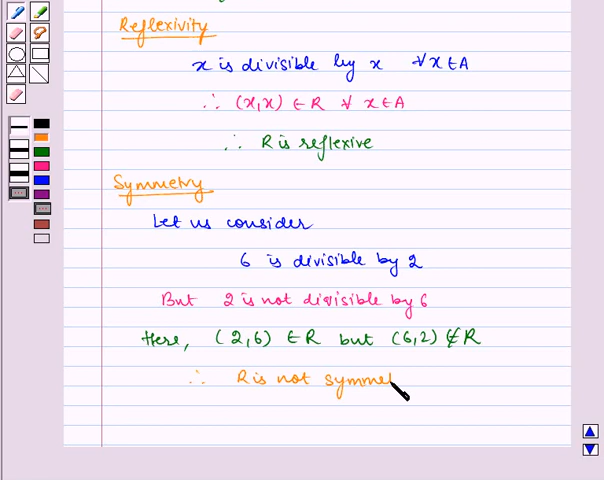 Reflexivity
x is divisible by x ∀ x ∈ A
∴ (x,x) ∈ R ∀ x ∈ A
∴ R is reflexive
Symmetry
Let us consider
6 is divisible by 2
But 2 is not divisible by 6
Here, (2,6) ∈ R but (6,2) ∉ R
∴ R is not symme